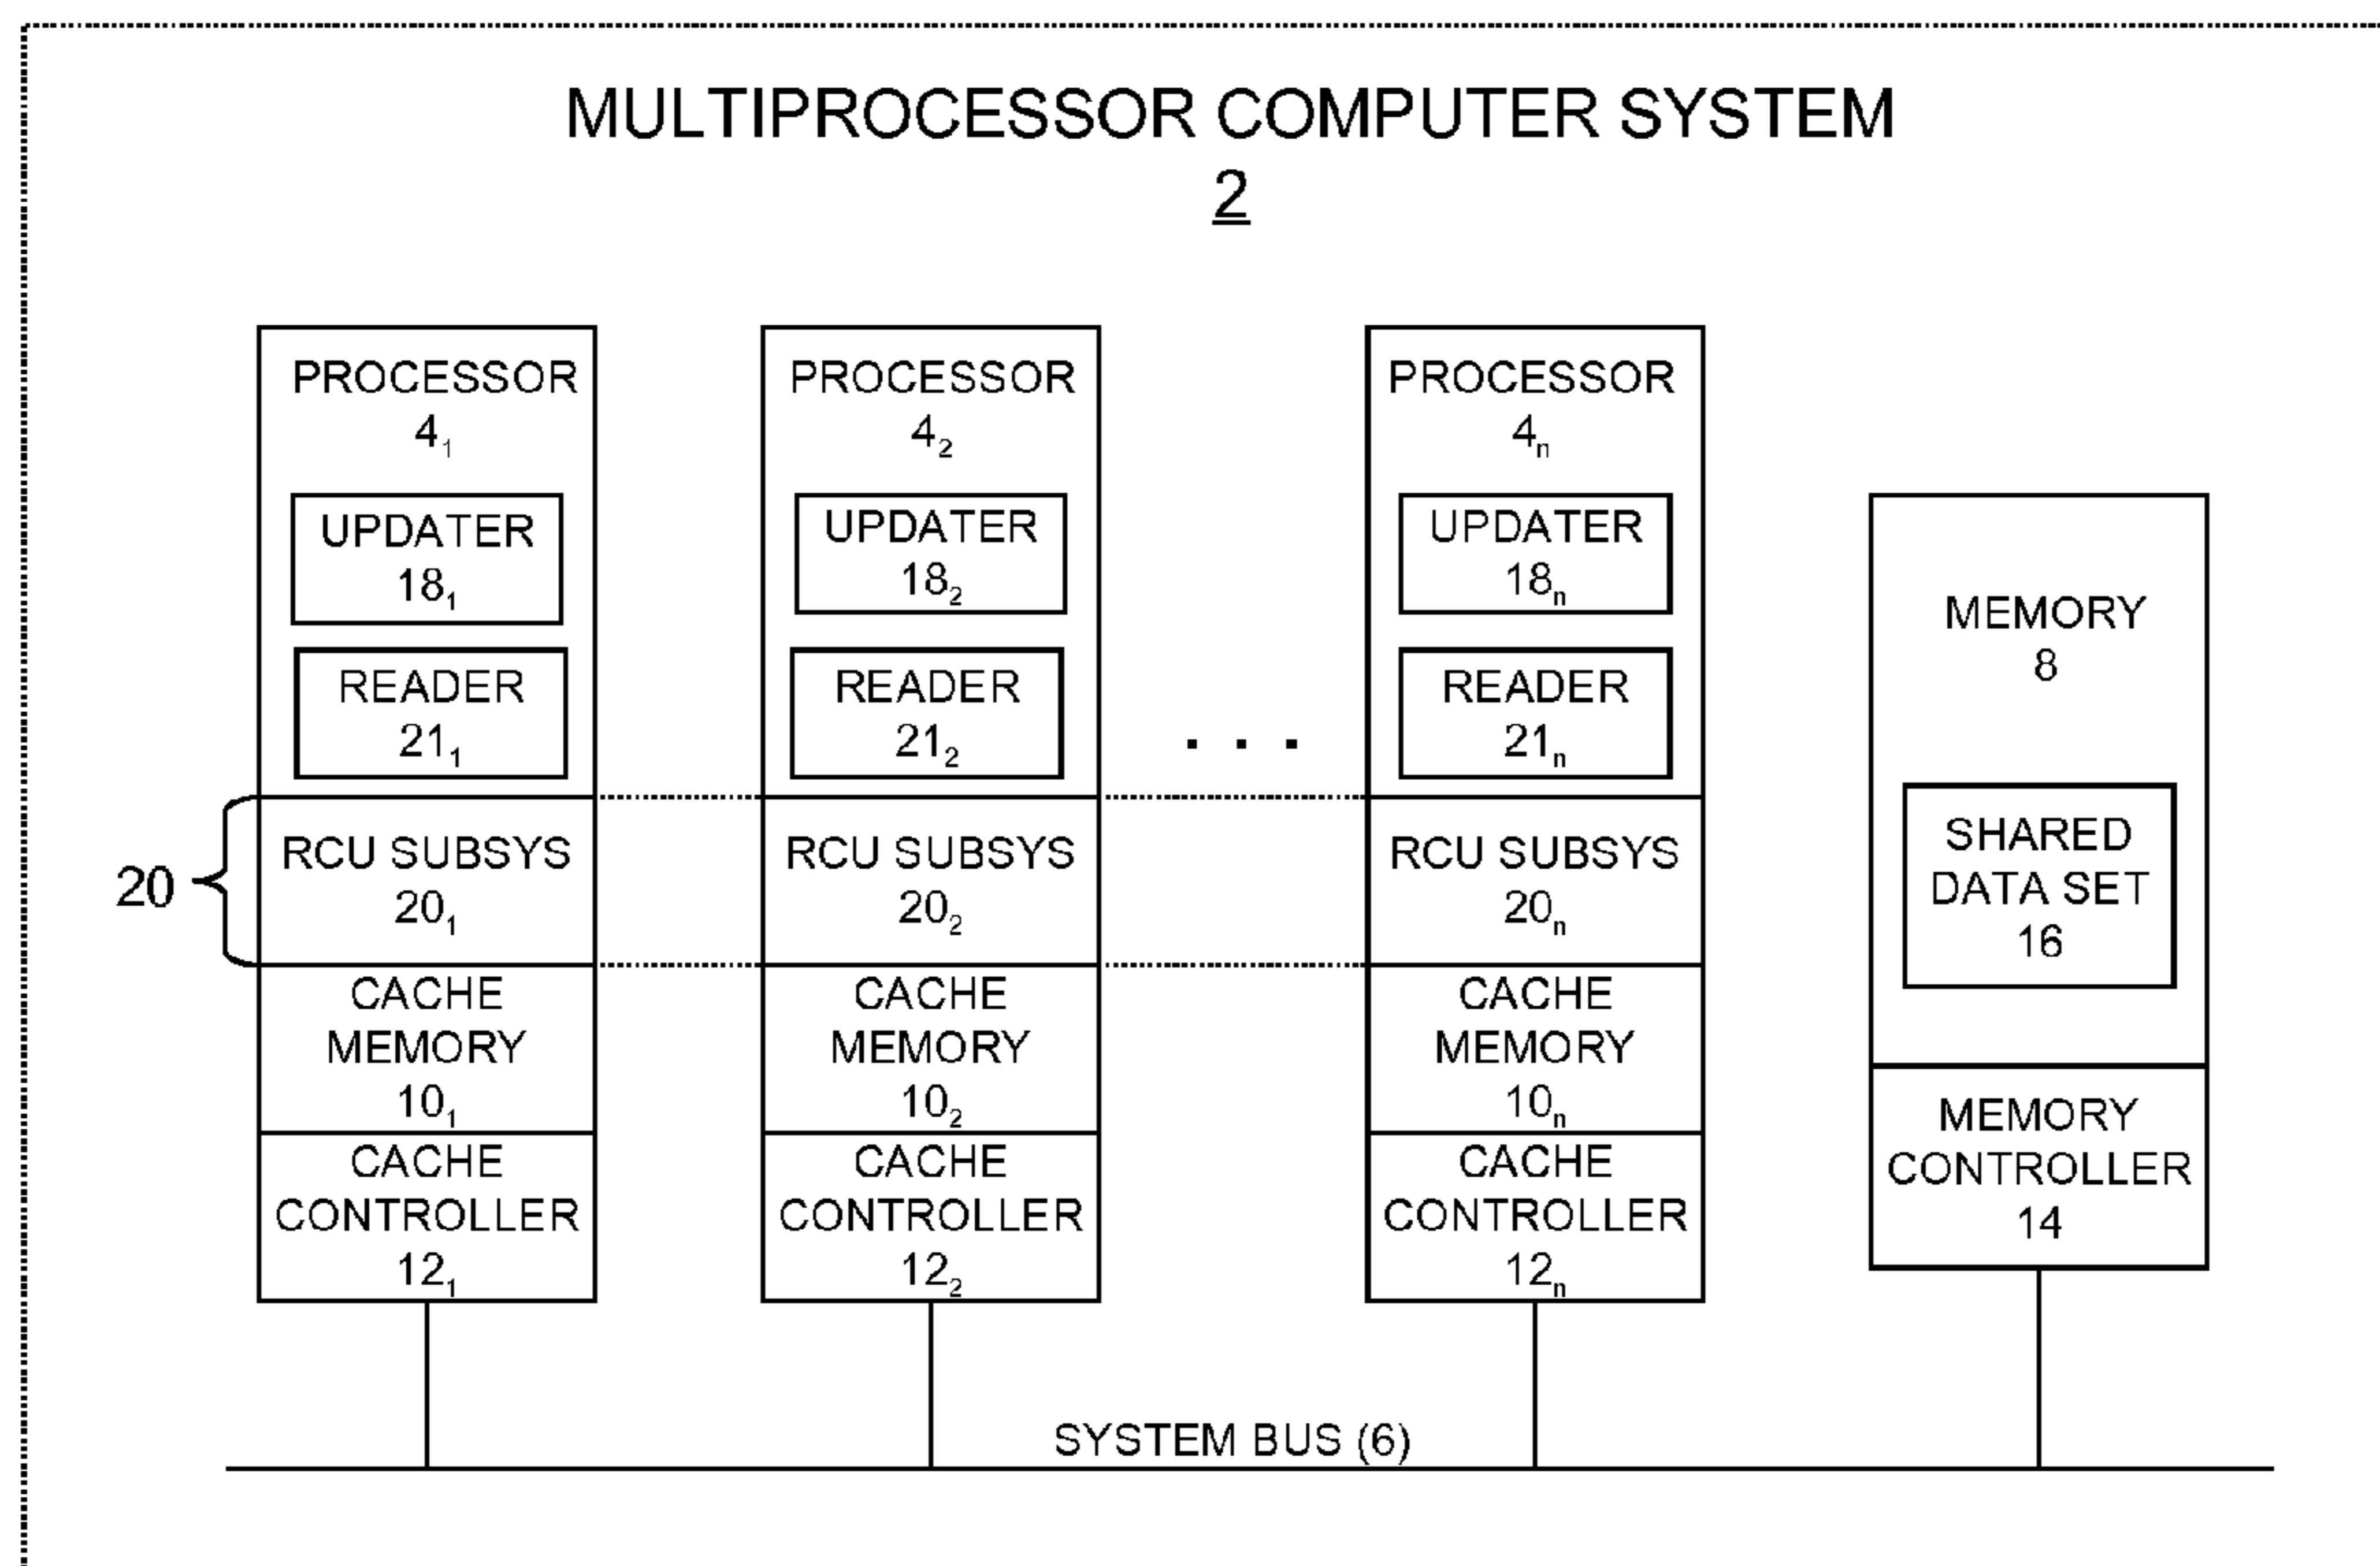 MULTIPROCESSOR COMPUTER SYSTEM
2
PROCESSOR
4₁
UPDATER
18₁
READER
21₁
RCU SUBSYS
20₁
CACHE
MEMORY
10₁
CACHE
CONTROLLER
12₁
20
PROCESSOR
4₂
UPDATER
18₂
READER
21₂
RCU SUBSYS
20₂
CACHE
MEMORY
10₂
CACHE
CONTROLLER
12₂
. . .
PROCESSOR
4ₙ
UPDATER
18ₙ
READER
21ₙ
RCU SUBSYS
20ₙ
CACHE
MEMORY
10ₙ
CACHE
CONTROLLER
12ₙ
MEMORY
8
SHARED
DATA SET
16
MEMORY
CONTROLLER
14
SYSTEM BUS (6)